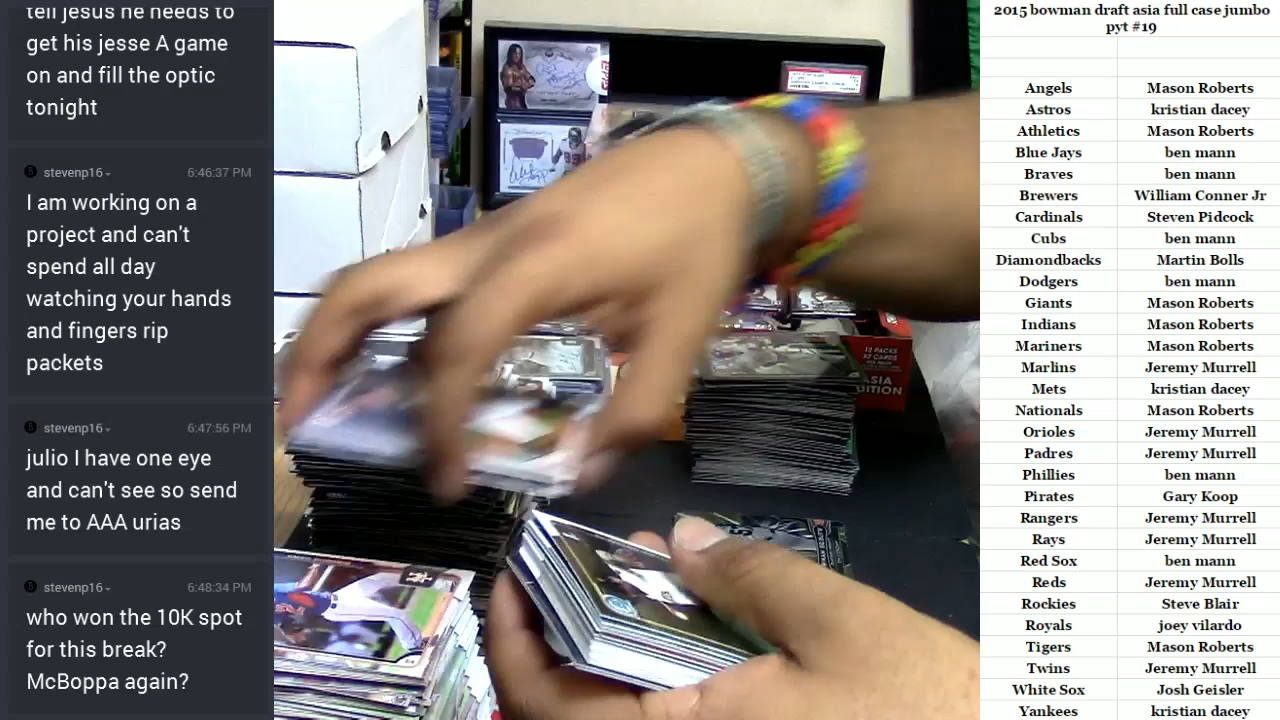 tell jesus he needs to
get his jesse A game
on and fill the optic
tonight
stevenp16 6:46:37 PM
I am working on a
project and can't
spend all day
watching your hands
and fingers rip
packets
stevenp16 6:47:56 PM
julio I have one eye
and can't see so send
me to AAA urias
stevenp16 6:48:34 PM
who won the 10K spot
for this break?
McBoppa again?
12 PACKS
ASIA
EDITION
2015 bowman draft asia full case jumbo
pyt #19
Angels Mason Roberts
Astros kristian dacey
Athletics Mason Roberts
Blue Jays ben mann
Braves ben mann
Brewers William Conner Jr
Cardinals Steven Pidcock
Cubs ben mann
Diamondbacks Martin Bolls
Dodgers ben mann
Giants Mason Roberts
Indians Mason Roberts
Mariners Mason Roberts
Marlins Jeremy Murrell
Mets kristian dacey
Nationals Mason Roberts
Orioles Jeremy Murrell
Padres Jeremy Murrell
Phillies ben mann
Pirates Gary Koop
Rangers Jeremy Murrell
Rays Jeremy Murrell
Red Sox ben mann
Reds Jeremy Murrell
Rockies Steve Blair
Royals joey vilardo
Tigers Mason Roberts
Twins Jeremy Murrell
White Sox Josh Geisler
Yankees kristian dacey